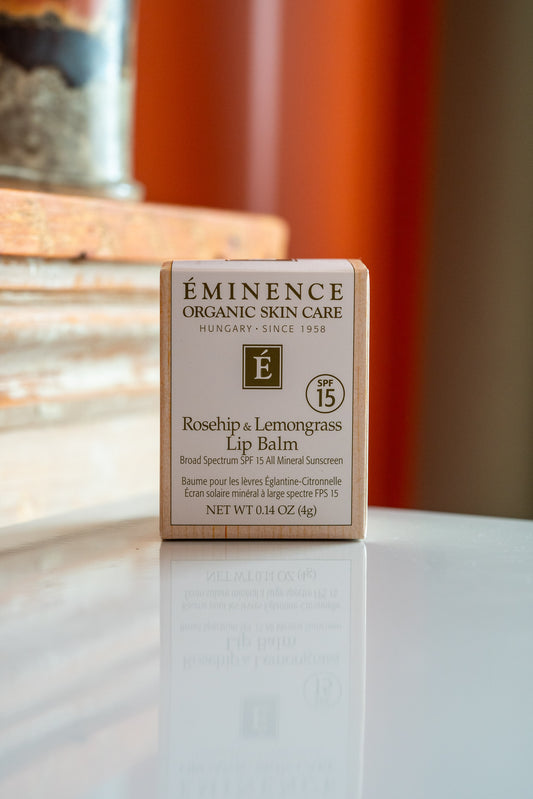 ÉMINENCE
ORGANIC SKIN CARE
HUNGARY · SINCE 1958
É
SPF
15
Rosehip & Lemongrass
Lip Balm
Broad Spectrum SPF 15 All Mineral Sunscreen
Baume pour les lèvres Églantine-Citronnelle
Écran solaire minéral à large spectre FPS 15
NET WT 0.14 OZ (4g)